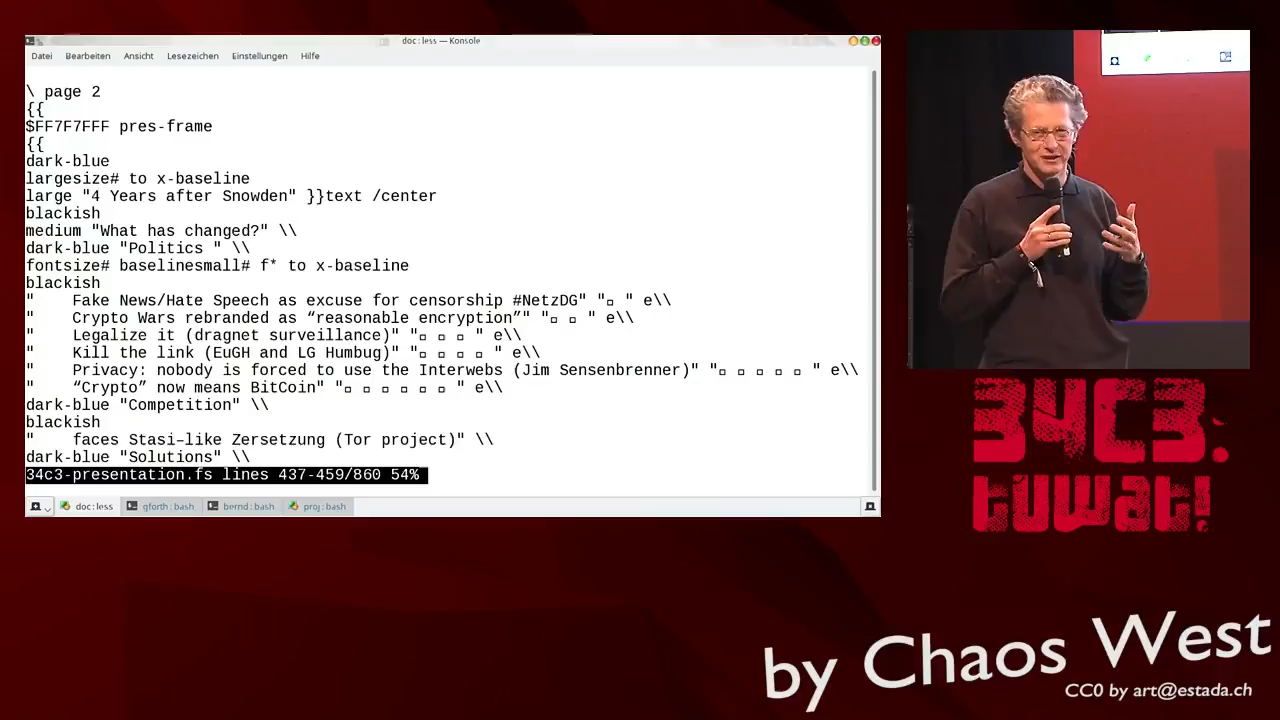 doc : less — Konsole
Datei Bearbeiten Ansicht Lesezeichen Einstellungen Hilfe
\ page 2
{{
$FF7F7FFF pres-frame
{{
dark-blue
largesize# to x-baseline
large "4 Years after Snowden" }}text /center
blackish
medium "What has changed?" \\
dark-blue "Politics " \\
fontsize# baselinesmall# f* to x-baseline
blackish
"    Fake News/Hate Speech as excuse for censorship #NetzDG" "□ " e\\
"    Crypto Wars rebranded as “reasonable encryption”" "□ □ " e\\
"    Legalize it (dragnet surveillance)" "□ □ □ " e\\
"    Kill the link (EuGH and LG Humbug)" "□ □ □ □ " e\\
"    Privacy: nobody is forced to use the Interwebs (Jim Sensenbrenner)" "□ □ □ □ □ " e\\
"    “Crypto” now means BitCoin" "□ □ □ □ □ □ " e\\
dark-blue "Competition" \\
blackish
"    faces Stasi–like Zersetzung (Tor project)" \\
dark-blue "Solutions" \\
34c3-presentation.fs lines 437-459/860 54%
doc : less gforth : bash bernd : bash proj : bash
34C3:
tuwat!
by Chaos West
CC0 by art@estada.ch